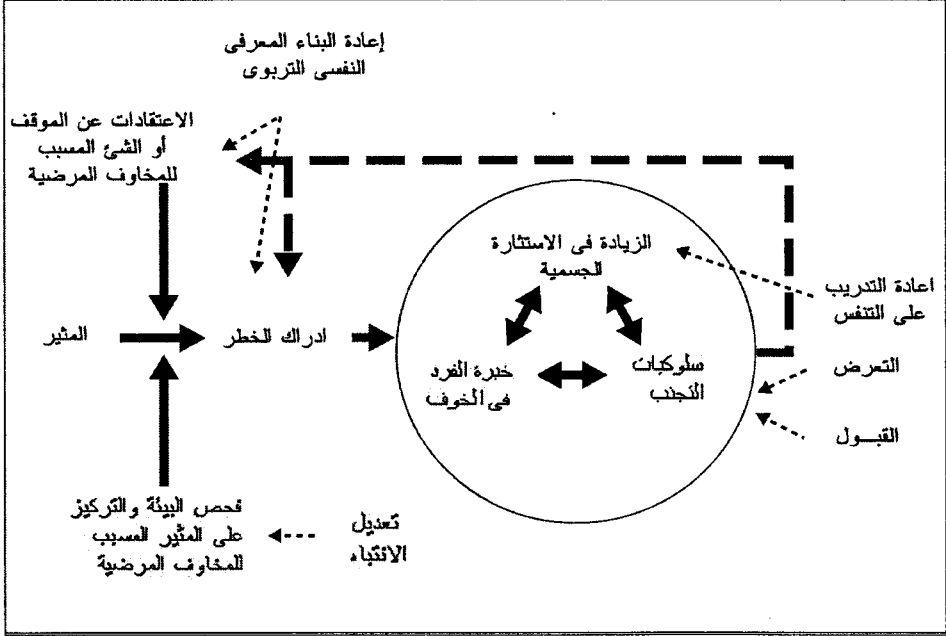 إعادة البناء المعرفى
النفسى التربوى
الاعتقادات عن الموقف
أو الشئ المسبب
للمخاوف المرضية
الزيادة فى الاستثارة
الجسمية
اعادة التدريب
على التنفس
المثير
ادراك الخطر
خبرة الفرد
فى الخوف
سلوكيات
التجنب
التعرض
القبــول
فحص البيئة والتركيز
على المثير المسبب
للمخاوف المرضية
تعديل
الانتباه